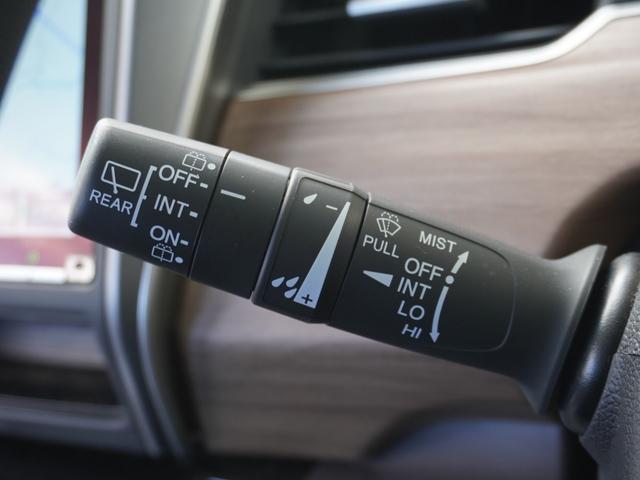 REAR
OFF
INT
ON
- 
+
PULL
MIST
OFF
INT
LO
HI